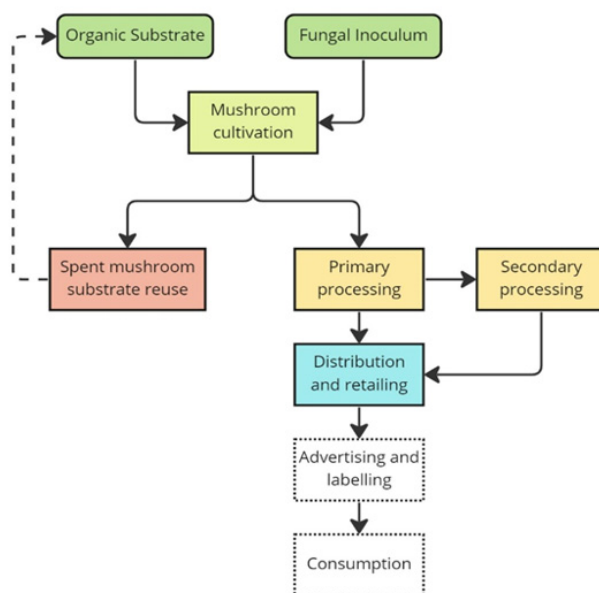 Organic Substrate
Fungal Inoculum
Mushroom
cultivation
Spent mushroom
substrate reuse
Primary
processing
Secondary
processing
Distribution
and retailing
Advertising and
labelling
Consumption